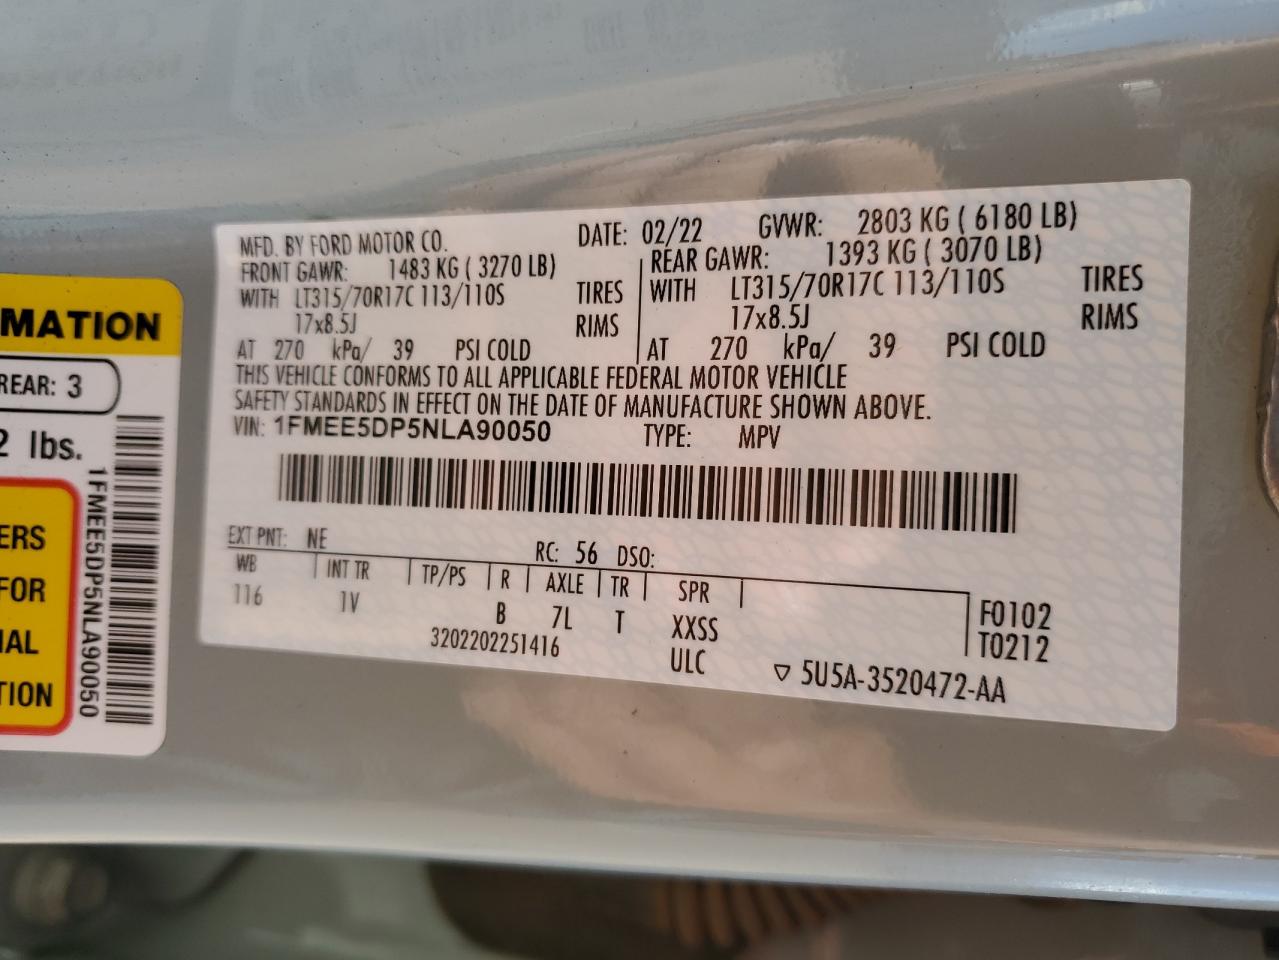 MFD. BY FORD MOTOR CO. DATE: 02/22 GVWR: 2803 KG ( 6180 LB)
FRONT GAWR: 1483 KG ( 3270 LB) REAR GAWR: 1393 KG ( 3070 LB)
WITH LT315/70R17C 113/110S TIRES WITH LT315/70R17C 113/110S TIRES
17x8.5J RIMS 17x8.5J RIMS
AT 270 kPa/ 39 PSI COLD AT 270 kPa/ 39 PSI COLD
THIS VEHICLE CONFORMS TO ALL APPLICABLE FEDERAL MOTOR VEHICLE
SAFETY STANDARDS IN EFFECT ON THE DATE OF MANUFACTURE SHOWN ABOVE.
VIN: 1FMEE5DP5NLA90050 TYPE: MPV
EXT PNT: NE RC: 56 DSO:
WB INT TR TP/PS R AXLE TR SPR
116 1V B 7L T XXSS
F0102
T0212
3202202251416 ULC
▽ 5U5A-3520472-AA
MATION
REAR: 3
2 lbs.
ERS
FOR
IAL
TION
1FMEE5DP5NLA90050